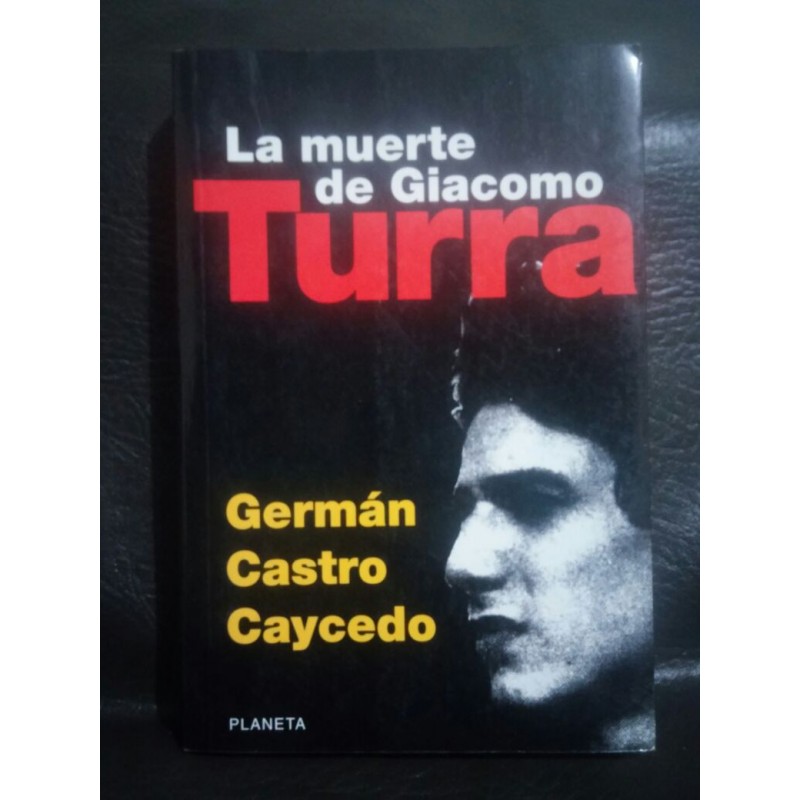 La muerte
de Giacomo
Turra
Germán
Castro
Caycedo
PLANETA